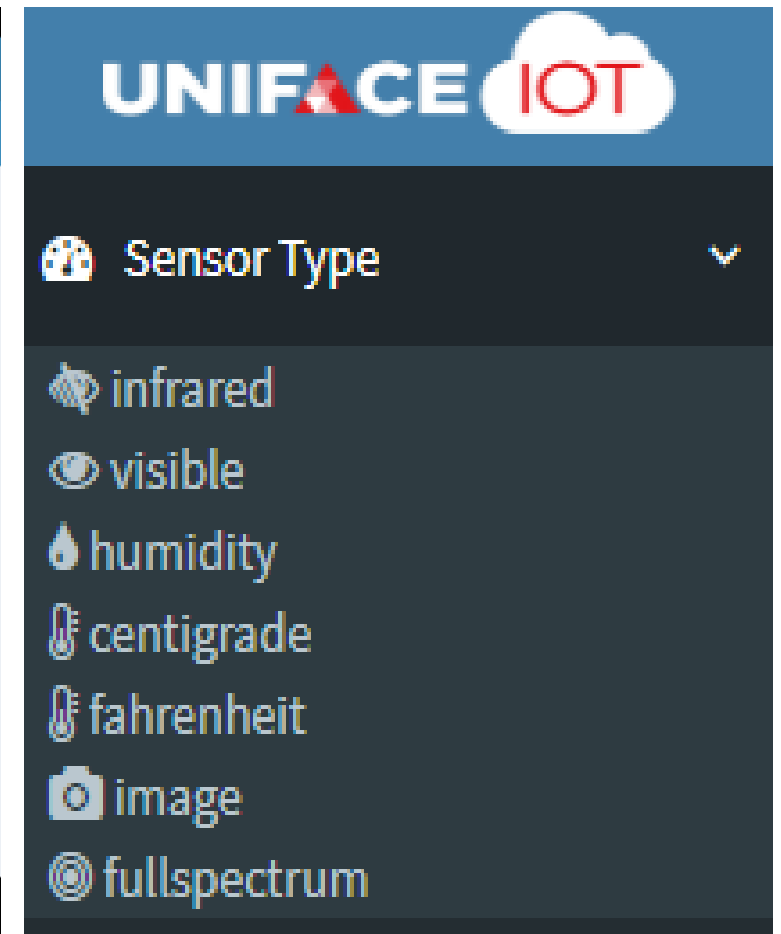 UNIFACE IOT
Sensor Type
infrared
visible
humidity
centigrade
fahrenheit
image
fullspectrum